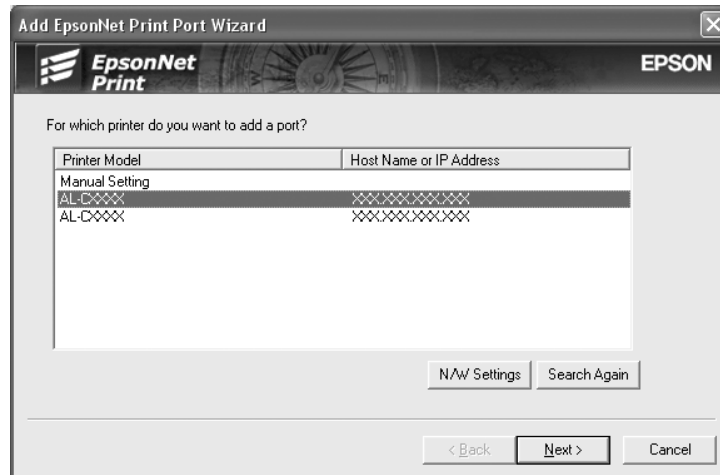 Add EpsonNet Print Port Wizard
EpsonNet
Print
EPSON
For which printer do you want to add a port?
Printer Model Host Name or IP Address
Manual Setting
AL-CXXXX XXX.XXX.XXX.XXX
AL-CXXXX XXX.XXX.XXX.XXX
N/W Settings Search Again
< Back Next > Cancel